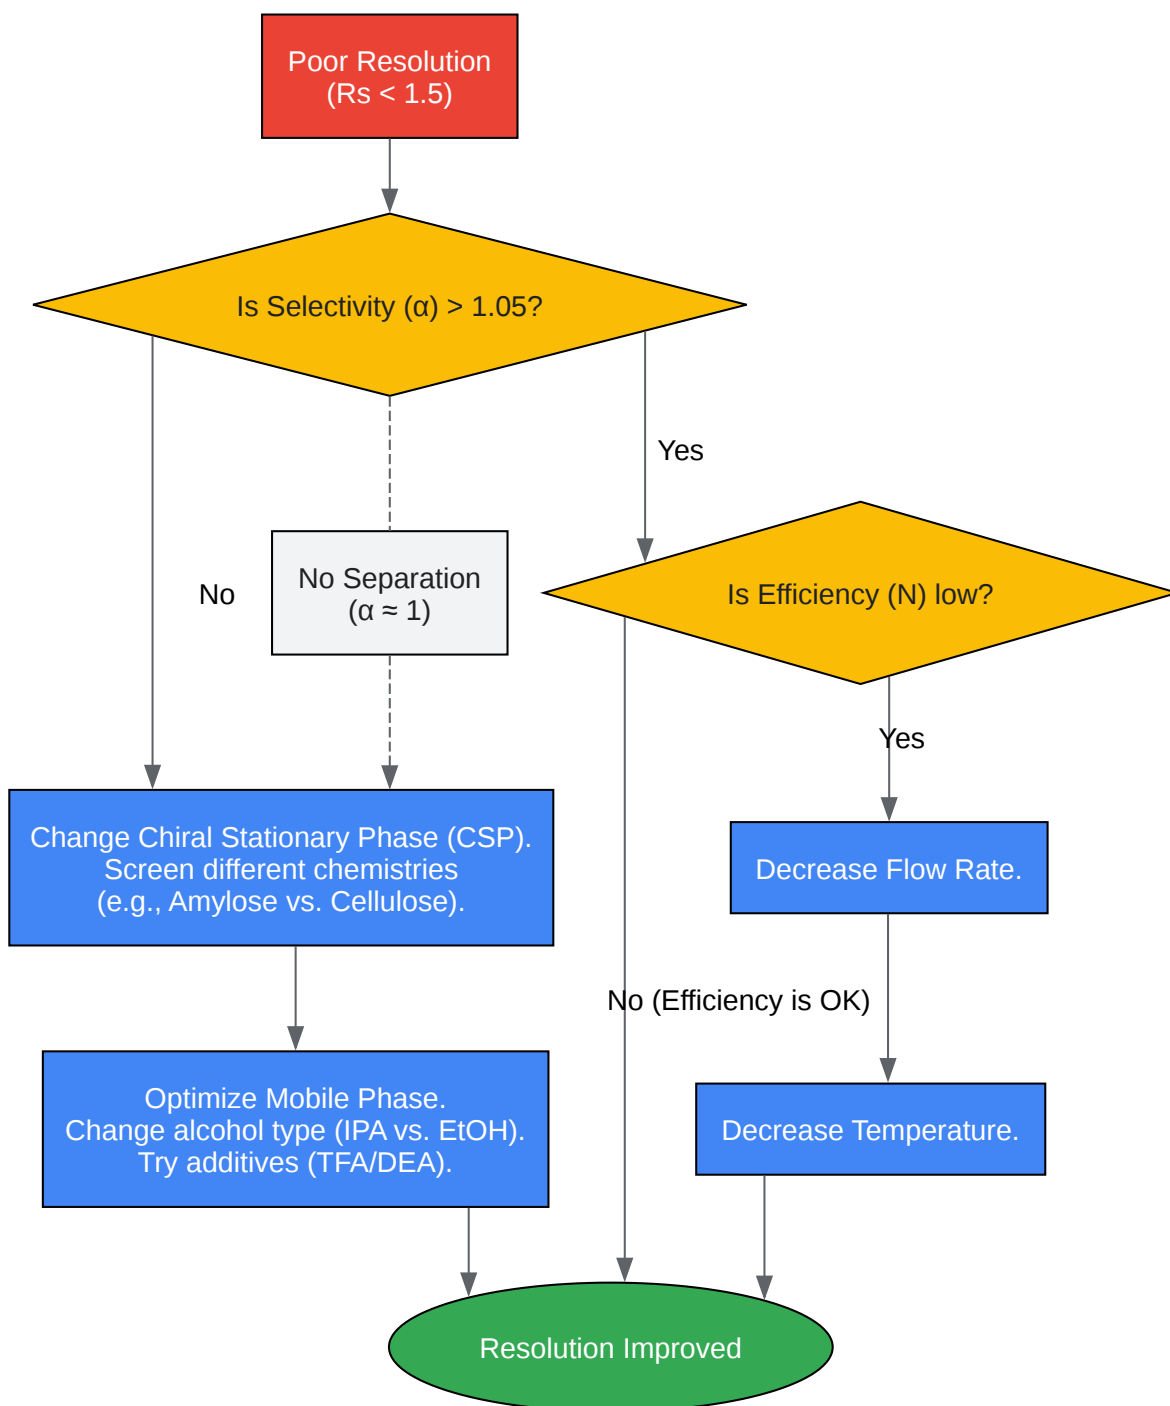 Poor Resolution
(Rs < 1.5)
Is Selectivity (α) > 1.05?
Yes
No
No Separation
(α ≈ 1)
Is Efficiency (N) low?
Yes
Change Chiral Stationary Phase (CSP).
Screen different chemistries
(e.g., Amylose vs. Cellulose).
Decrease Flow Rate.
No (Efficiency is OK)
Optimize Mobile Phase.
Change alcohol type (IPA vs. EtOH).
Try additives (TFA/DEA).
Decrease Temperature.
Resolution Improved